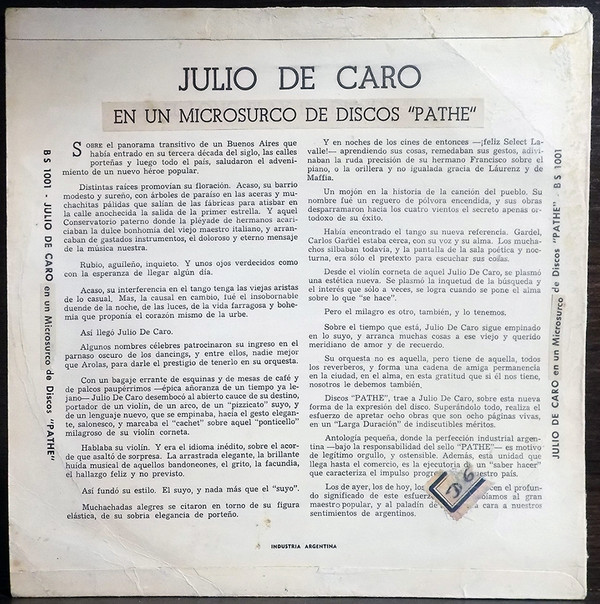 JULIO DE CARO
EN UN MICROSURCO DE DISCOS "PATHE"
SOBRE el panorama transitivo de un Buenos Aires que
había entrado en su tercera década del siglo, las calles
porteñas y luego todo el país, saludaron el adveni-
miento de un nuevo héroe popular.
Distintas raíces promovían su floración. Acaso, su barrio
modesto y sureño, con árboles de paraíso en las aceras y mu-
chachitas pálidas que salían de las fábricas para atisbar en
la calle anochecida la salida de la primer estrella. Y aquel
Conservatorio paterno donde la pléyade de hermanos acari-
ciaban la dulce bonhomía del viejo maestro italiano, y arran-
caban de gastados instrumentos, el doloroso y eterno mensaje
de la música nuestra.
Rubio, aguileño, inquieto. Y unos ojos verdecidos como
con la esperanza de llegar algún día.
Acaso, su interferencia en el tango tenga las viejas aristas
de lo casual. Mas, la causal en cambio, fué el insobornable
duende de la noche, de las luces, de la vida farragosa y bohe-
mia que proponía el corazón mismo de la urbe.
Así llegó Julio De Caro.
Algunos nombres célebres patrocinaron su ingreso en el
parnaso oscuro de los dancings, y entre ellos, nadie mejor
que Arolas, para darle el prestigio de tenerlo en su orquesta.
Con un bagaje errante de esquinas y de mesas de café y
de palcos paupérrimos —épica añoranza de un tiempo ya le-
jano— Julio De Caro desembocó al abierto cauce de su destino,
portador de un violín, de un arco, de un "pizzicato" suyo, y
de un lenguaje nuevo, que se empinaba, hacia el gesto elegan-
te, salonesco, y marcaba el "cachet" sobre aquel "ponticello"
milagroso de su violín corneta.
Hablaba su violín. Y era el idioma inédito, sobre el acor-
de que asaltó de sorpresa. La arrastrada elegante, la brillante
huída musical de aquellos bandoneones, el grito, la facundia,
el hallazgo feliz y no previsto.
Así fundó su estilo. El suyo, y nada más que el "suyo".
Muchachadas alegres se citaron en torno de su figura
elástica, de su sobria elegancia de porteño.
Y en noches de los cines de entonces —¡feliz Select La-
valle!— aprendiendo sus cosas, remedaban sus gestos, adivi-
naban la ruda precisión de su hermano Francisco sobre el
piano, o la orillera y no igualada gracia de Láurenz y de
Maffia.
Un mojón en la historia de la canción del pueblo. Su
nombre fué un reguero de pólvora encendida, y sus obras
desparramaron hacia los cuatro vientos el secreto apenas or-
todoxo de su éxito.
Había encontrado el tango su nueva referencia. Gardel,
Carlos Gardel estaba cerca, con su voz y su alma. Los mucha-
chos silbaban todavía, y la pantalla de la sala poética y noc-
turna, era sólo el pretexto para escuchar sus cosas.
Desde el violín corneta de aquel Julio De Caro, se plasmó
una estética nueva. Se plasmó la inquietud de la búsqueda y
el interés que sólo a veces, se logra cuando se pone el alma
sobre lo que "se hace".
Pero el milagro es otro, también, y lo tenemos.
Sobre el tiempo que está, Julio De Caro sigue empinado
en lo suyo, y arranca muchas cosas a ese viejo y querido
meridiano de amor y de recuerdo.
Su orquesta no es aquella, pero tiene de aquella, todos
los reverberos, y forma una cadena de amiga permanencia
en la ciudad, en el alma, en esta gratitud que si él nos tiene,
nosotros le debemos también.
Discos "PATHE", trae a Julio De Caro, sobre esta nueva
forma de la expresión del disco. Superándolo todo, realiza el
esfuerzo de apretar ocho obras que son ocho páginas vivas,
en un "Larga Duración" de indiscutibles méritos.
Antología pequeña, donde la perfección industrial argen-
tina —bajo la responsabilidad del sello "PATHE"— es motivo
de legítimo orgullo, y ostensible. Además, está unidad que
llega hasta el comercio, es la ejecutoria de un "saber hacer"
que caracteriza el impulso de nuestro país.
Los de ayer, los de hoy, los en el profun-
do significado de este al gran
maestro popular, y al paladín de cara a nuestros
sentimientos de argentinos.
D. G
INDUSTRIA ARGENTINA
BS 1001 - JULIO DE CARO en un Microsurco de Discos "PATHE"
JULIO DE CARO en un Microsurco de Discos "PATHE" - BS 1001